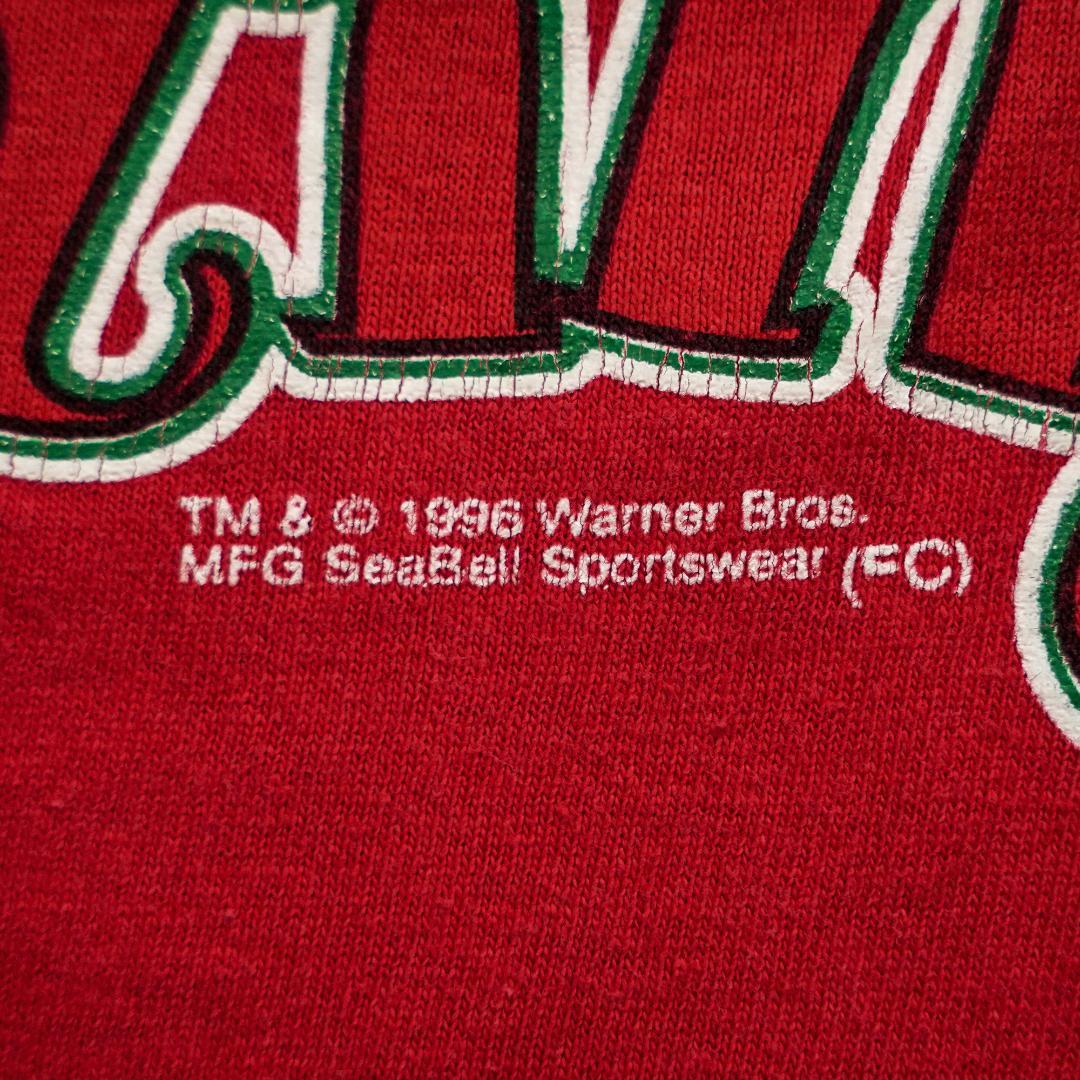 TM & © 1996 Warner Bros.
MFG SeaBell Sportswear (FC)